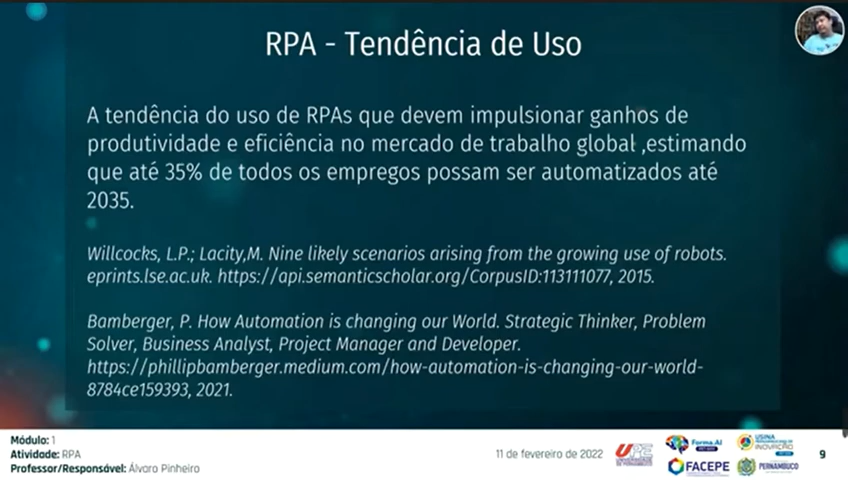 RPA - Tendência de Uso
A tendência do uso de RPAs que devem impulsionar ganhos de
produtividade e eficiência no mercado de trabalho global ,estimando
que até 35% de todos os empregos possam ser automatizados até
2035.
Willcocks, L.P.; Lacity,M. Nine likely scenarios arising from the growing use of robots.
eprints.lse.ac.uk. https://api.semanticscholar.org/CorpusID:113111077, 2015.
Bamberger, P. How Automation is changing our World. Strategic Thinker, Problem
Solver, Business Analyst, Project Manager and Developer.
https://phillipbamberger.medium.com/how-automation-is-changing-our-world-
8784ce159393, 2021.
Módulo: 1
Atividade: RPA
Professor/Responsável: Álvaro Pinheiro
11 de fevereiro de 2022
UPE
Forma.AI
USINA
INOVAÇÃO
FACEPE
PERNAMBUCO
9